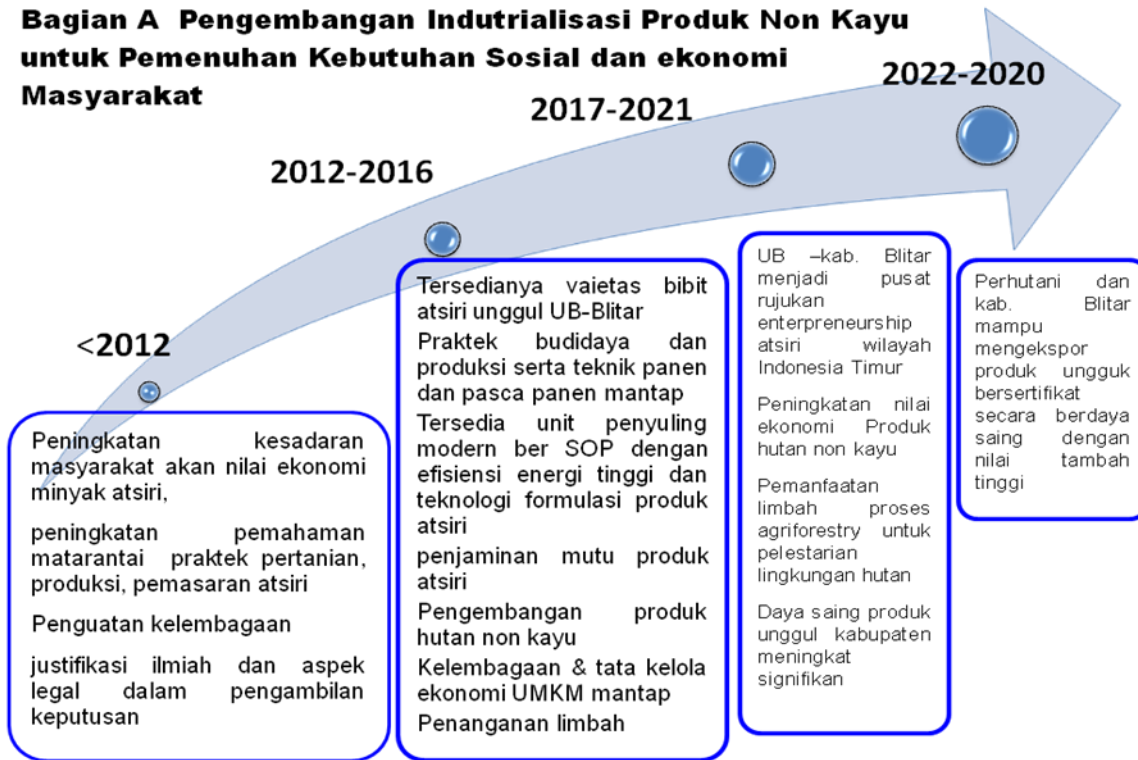 Bagian A Pengembangan Indutrialisasi Produk Non Kayu
untuk Pemenuhan Kebutuhan Sosial dan ekonomi
Masyarakat
<2012
Peningkatan kesadaran
masyarakat akan nilai ekonomi
minyak atsiri,
peningkatan pemahaman
matarantai praktek pertanian,
produksi, pemasaran atsiri
Penguatan kelembagaan
justifikasi ilmiah dan aspek
legal dalam pengambilan
keputusan
2012-2016
Tersedianya vaietas bibit
atsiri unggul UB-Blitar
Praktek budidaya dan
produksi serta teknik panen
dan pasca panen mantap
Tersedia unit penyuling
modern ber SOP dengan
efisiensi energi tinggi dan
teknologi formulasi produk
atsiri
penjaminan mutu produk
atsiri
Pengembangan produk
hutan non kayu
Kelembagaan & tata kelola
ekonomi UMKM mantap
Penanganan limbah
2017-2021
UB –kab. Blitar
menjadi pusat
rujukan
enterpreneurship
atsiri wilayah
Indonesia Timur
Peningkatan nilai
ekonomi Produk
hutan non kayu
Pemanfaatan
limbah proses
agriforestry untuk
pelestarian
lingkungan hutan
Daya saing produk
unggul kabupaten
meningkat
signifikan
2022-2020
Perhutani dan
kab. Blitar
mampu
mengekspor
produk ungguk
bersertifikat
secara berdaya
saing dengan
nilai tambah
tinggi